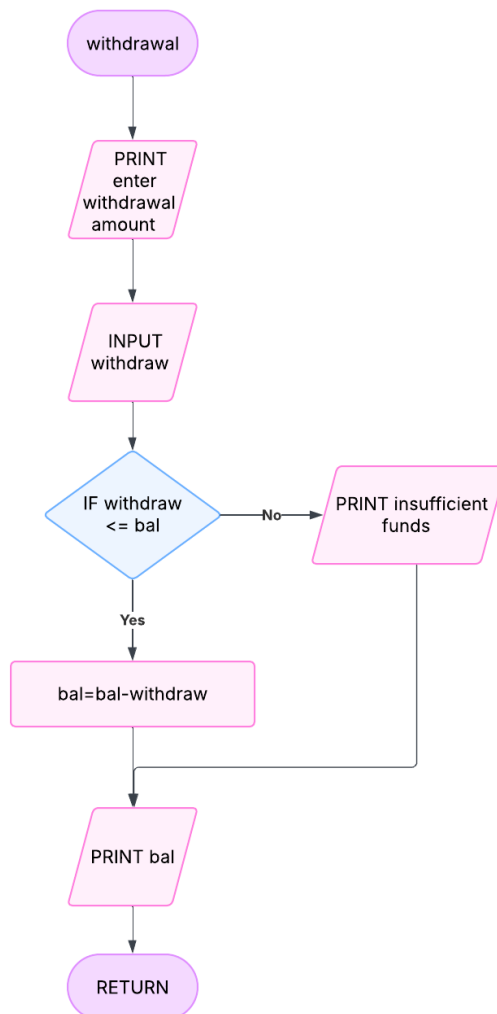 withdrawal
PRINT
enter
withdrawal
amount
INPUT
withdraw
IF withdraw
<= bal
No
PRINT insufficient
funds
Yes
bal=bal-withdraw
PRINT bal
RETURN